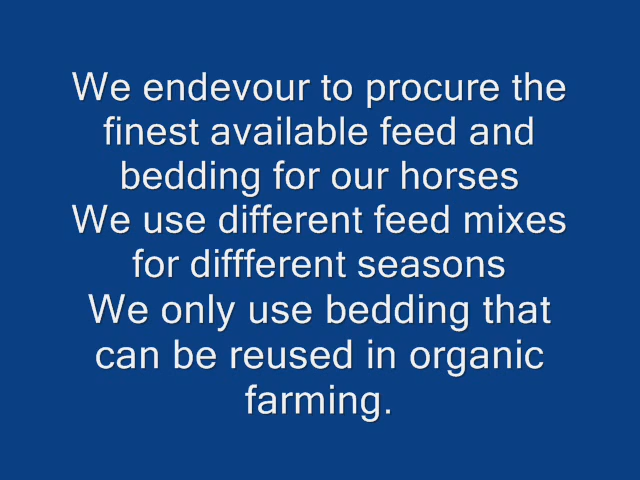 We endevour to procure the
finest available feed and
bedding for our horses
We use different feed mixes
for diffferent seasons
We only use bedding that
can be reused in organic
farming.